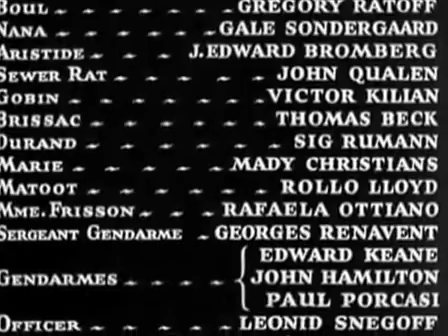 Boul GREGORY RATOFF
Nana GALE SONDERGAARD
Aristide J. EDWARD BROMBERG
Sewer Rat JOHN QUALEN
Gobin VICTOR KILIAN
Brissac THOMAS BECK
Durand SIG RUMANN
Marie MADY CHRISTIANS
Matoot ROLLO LLOYD
Mme. Frisson RAFAELA OTTIANO
Sergeant Gendarme GEORGES RENAVENT
EDWARD KEANE
Gendarmes JOHN HAMILTON
PAUL PORCASI
Officer LEONID SNEGOFF